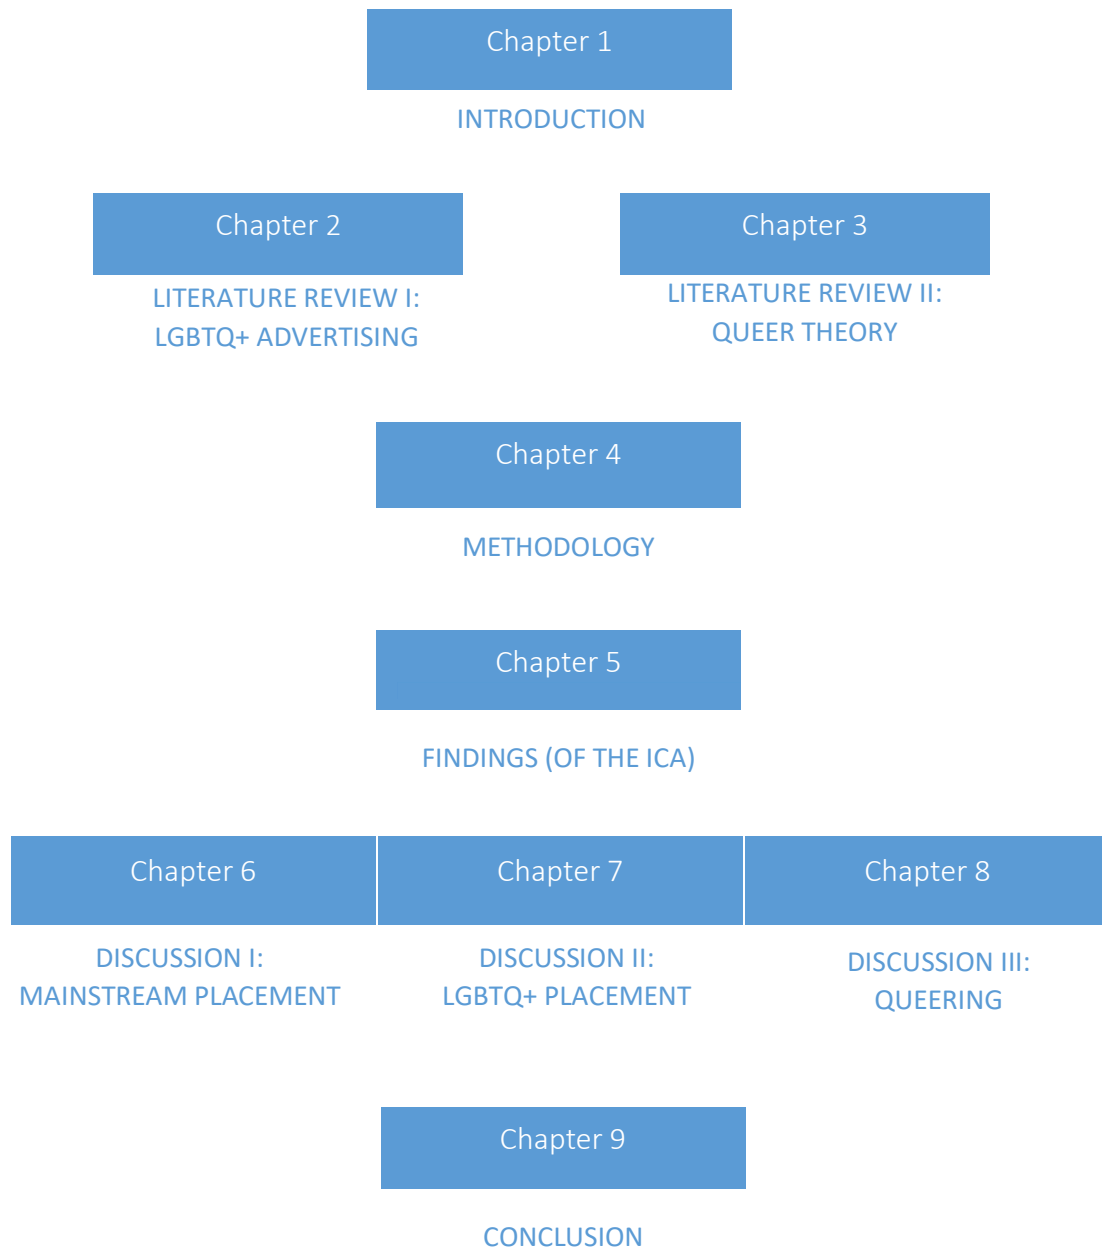 Chapter 1
INTRODUCTION
Chapter 2
LITERATURE REVIEW I:
LGBTQ+ ADVERTISING
Chapter 3
LITERATURE REVIEW II:
QUEER THEORY
Chapter 4
METHODOLOGY
Chapter 5
FINDINGS (OF THE ICA)
Chapter 6
DISCUSSION I:
MAINSTREAM PLACEMENT
Chapter 7
DISCUSSION II:
LGBTQ+ PLACEMENT
Chapter 8
DISCUSSION III:
QUEERING
Chapter 9
CONCLUSION